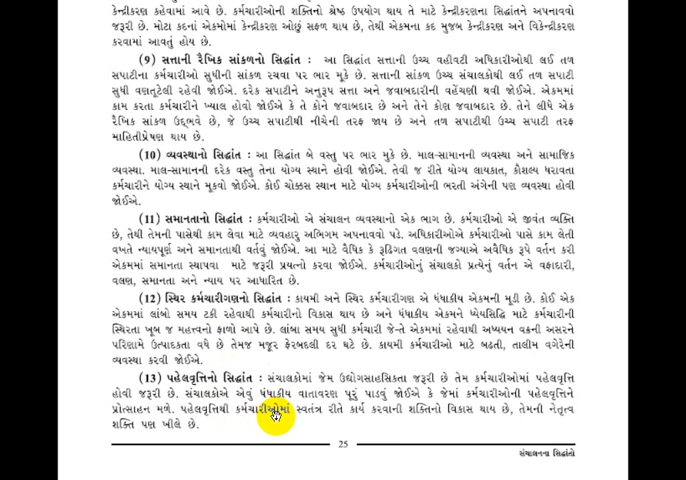 કેન્દ્રીકરણ કહેવામાં આવે છે. કર્મચારીઓની શક્તિનો શ્રેષ્ઠ ઉપયોગ થાય તે માટે કેન્દ્રીકરણના સિદ્ધાંતને અપનાવવો
જરૂરી છે. મોટા કદનાં એકમોમાં કેન્દ્રીકરણ ઓછું સફળ થાય છે, તેથી એકમના કદ મુજબ કેન્દ્રીકરણ અને વિકેન્દ્રીકરણ
કરવામાં આવતું હોય છે.
(9) સત્તાની રૈખિક સાંકળનો સિદ્ધાંત : આ સિદ્ધાંત સત્તાની ઉચ્ચ વહીવટી અધિકારીઓથી લઈ તળ
સપાટીના કર્મચારીઓ સુધીની સાંકળ રચવા પર ભાર મૂકે છે. સત્તાની સાંકળ ઉચ્ચ સંચાલકોથી લઈ તળ સપાટી
સુધી વણતૂટેલી રહેવી જોઈએ. દરેક સપાટીને અનુરૂપ સત્તા અને જવાબદારીની વહેંચણી થવી જોઈએ. એકમમાં
કામ કરતા કર્મચારીને ખ્યાલ હોવો જોઈએ કે તે કોને જવાબદાર છે અને તેને કોણ જવાબદાર છે. તેને લીધે એક
રૈખિક સાંકળ ઉદ્‌ભવે છે, જે ઉચ્ચ સપાટીથી નીચેની તરફ જાય છે અને તળ સપાટીથી ઉચ્ચ સપાટી તરફ
માહિતીપ્રેષણ થાય છે.
(10) વ્યવસ્થાનો સિદ્ધાંત : આ સિદ્ધાંત બે વસ્તુ પર ભાર મુકે છે. માલ-સામાનની વ્યવસ્થા અને સામાજિક
વ્યવસ્થા. માલ-સામાનની દરેક વસ્તુ તેના યોગ્ય સ્થાને હોવી જોઈએ. તેવી જ રીતે યોગ્ય લાયકાત, કૌશલ્ય ધરાવતા
કર્મચારીને યોગ્ય સ્થાને મૂકવો જોઈએ. કોઈ ચોક્કસ સ્થાન માટે યોગ્ય કર્મચારીની ભરતી અંગેની પણ વ્યવસ્થા હોવી
જોઈએ.
(11) સમાનતાનો સિદ્ધાંત : કર્મચારીઓ એ સંચાલન વ્યવસ્થાનો એક ભાગ છે. કર્મચારીઓ એ જીવંત વ્યક્તિ
છે, તેથી તેમની પાસેથી કામ લેવા માટે વ્યવહારુ અભિગમ અપનાવવો પડે. અધિકારીઓએ કર્મચારીઓ પાસે કામ લેતી
વખતે ન્યાયપૂર્ણ અને સમાનતાથી વર્તવું જોઈએ. આ માટે વૈધિક કે રૂઢિગત વલણની જગ્યાએ અવૈધિક રૂપે વર્તન કરી
એકમમાં સમાનતા સ્થાપવા માટે જરૂરી પ્રયત્નો કરવા જોઈએ. કર્મચારીઓનું સંચાલકો પ્રત્યેનું વર્તન એ વફાદારી,
વલણ, સમાનતા અને ન્યાય પર આધારિત છે.
(12) સ્થિર કર્મચારીગણનો સિદ્ધાંત : કાયમી અને સ્થિર કર્મચારીગણ એ ધંધાકીય એકમની મૂડી છે. કોઈ એક
એકમમાં લાંબો સમય ટકી રહેવાથી કર્મચારીનો વિકાસ થાય છે અને ધંધાકીય એકમને ધ્યેયસિદ્ધિ માટે કર્મચારીની
સ્થિરતા ખૂબ જ મહત્ત્વનો ફાળો આપે છે. લાંબા સમય સુધી કર્મચારી જે-તે એકમમાં રહેવાથી અધ્યયન વક્રની અસરને
પરિણામે ઉત્પાદકતા વધે છે તેમજ મજૂર ફેરબદલી દર ઘટે છે. કાયમી કર્મચારીઓ માટે બઢતી, તાલીમ વગેરેની
વ્યવસ્થા કરવી જોઈએ.
(13) પહેલવૃત્તિનો સિદ્ધાંત : સંચાલકોમાં જેમ ઉદ્યોગસાહસિકતા જરૂરી છે તેમ કર્મચારીઓમાં પહેલવૃત્તિ
હોવી જરૂરી છે. સંચાલકોએ એવું ધંધાકીય વાતાવરણ પૂરું પાડવું જોઈએ કે જેમાં કર્મચારીઓની પહેલવૃત્તિને
પ્રોત્સાહન મળે. પહેલવૃત્તિથી કર્મચારીઓમાં સ્વતંત્ર રીતે કાર્ય કરવાની શક્તિનો વિકાસ થાય છે, તેમની નેતૃત્વ
શક્તિ પણ ખીલે છે.
25
સંચાલનના સિદ્ધાંતો